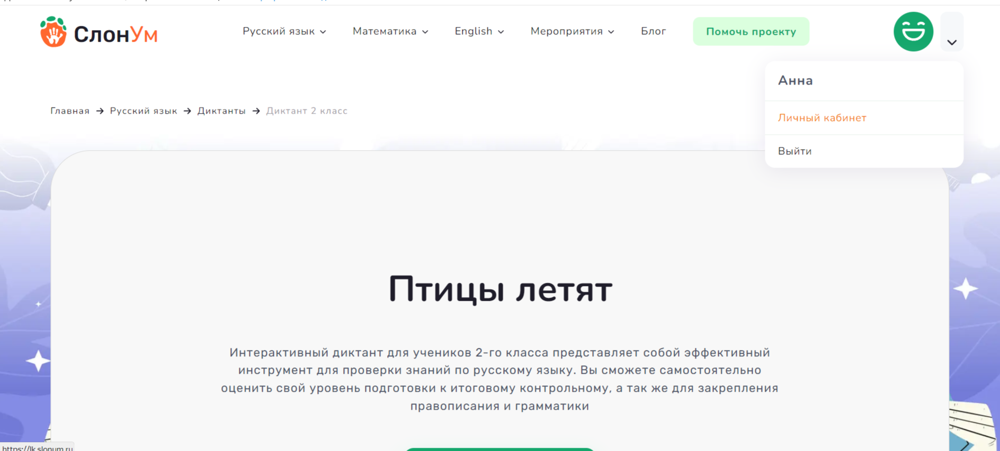 СлонУм
Русский язык
Математика
English
Мероприятия
Блог
Помочь проекту
Анна
Личный кабинет
Выйти
Главная → Русский язык → Диктанты → Диктант 2 класс
Птицы летят
Интерактивный диктант для учеников 2-го класса представляет собой эффективный
инструмент для проверки знаний по русскому языку. Вы сможете самостоятельно
оценить свой уровень подготовки к итоговому контрольному, а так же для закрепления
правописания и грамматики
https://lk.slonum.ru